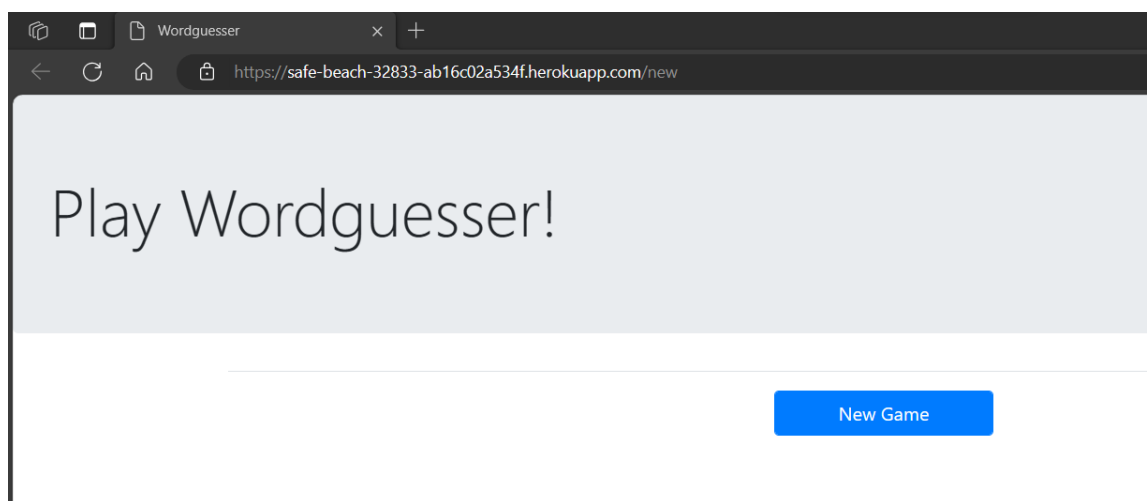 Wordguesser
https://safe-beach-32833-ab16c02a534f.herokuapp.com/new
Play Wordguesser!
New Game